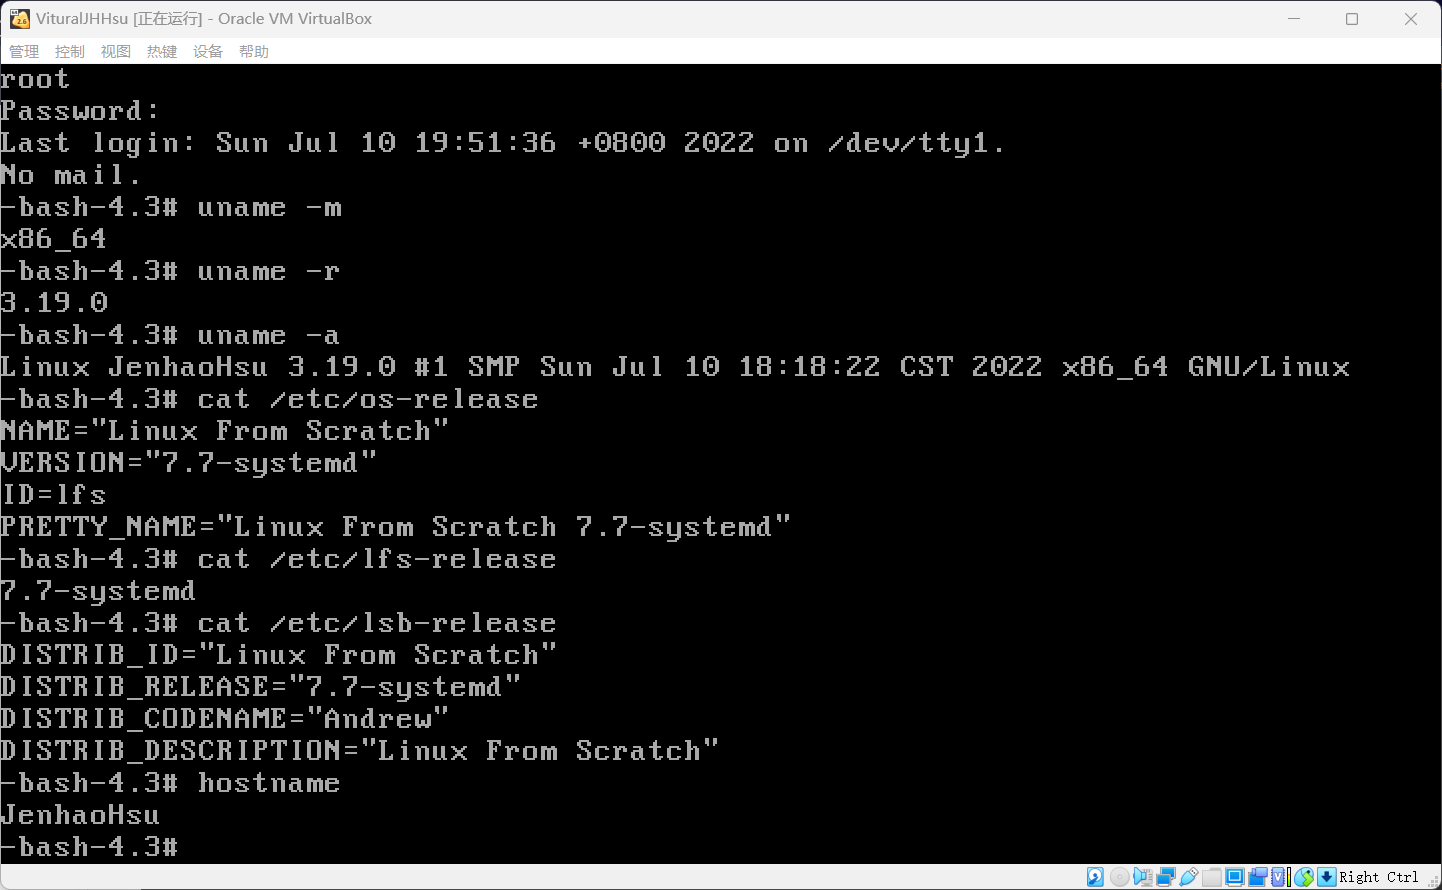 VituralJHHsu [正在运行] - Oracle VM VirtualBox
管理 控制 视图 热键 设备 帮助
root
Password:
Last login: Sun Jul 10 19:51:36 +0800 2022 on /dev/tty1.
No mail.
-bash-4.3# uname -m
x86_64
-bash-4.3# uname -r
3.19.0
-bash-4.3# uname -a
Linux JenhaoHsu 3.19.0 #1 SMP Sun Jul 10 18:18:22 CST 2022 x86_64 GNU/Linux
-bash-4.3# cat /etc/os-release
NAME="Linux From Scratch"
VERSION="7.7-systemd"
ID=lfs
PRETTY_NAME="Linux From Scratch 7.7-systemd"
-bash-4.3# cat /etc/lfs-release
7.7-systemd
-bash-4.3# cat /etc/lsb-release
DISTRIB_ID="Linux From Scratch"
DISTRIB_RELEASE="7.7-systemd"
DISTRIB_CODENAME="Andrew"
DISTRIB_DESCRIPTION="Linux From Scratch"
-bash-4.3# hostname
JenhaoHsu
-bash-4.3#
Right Ctrl